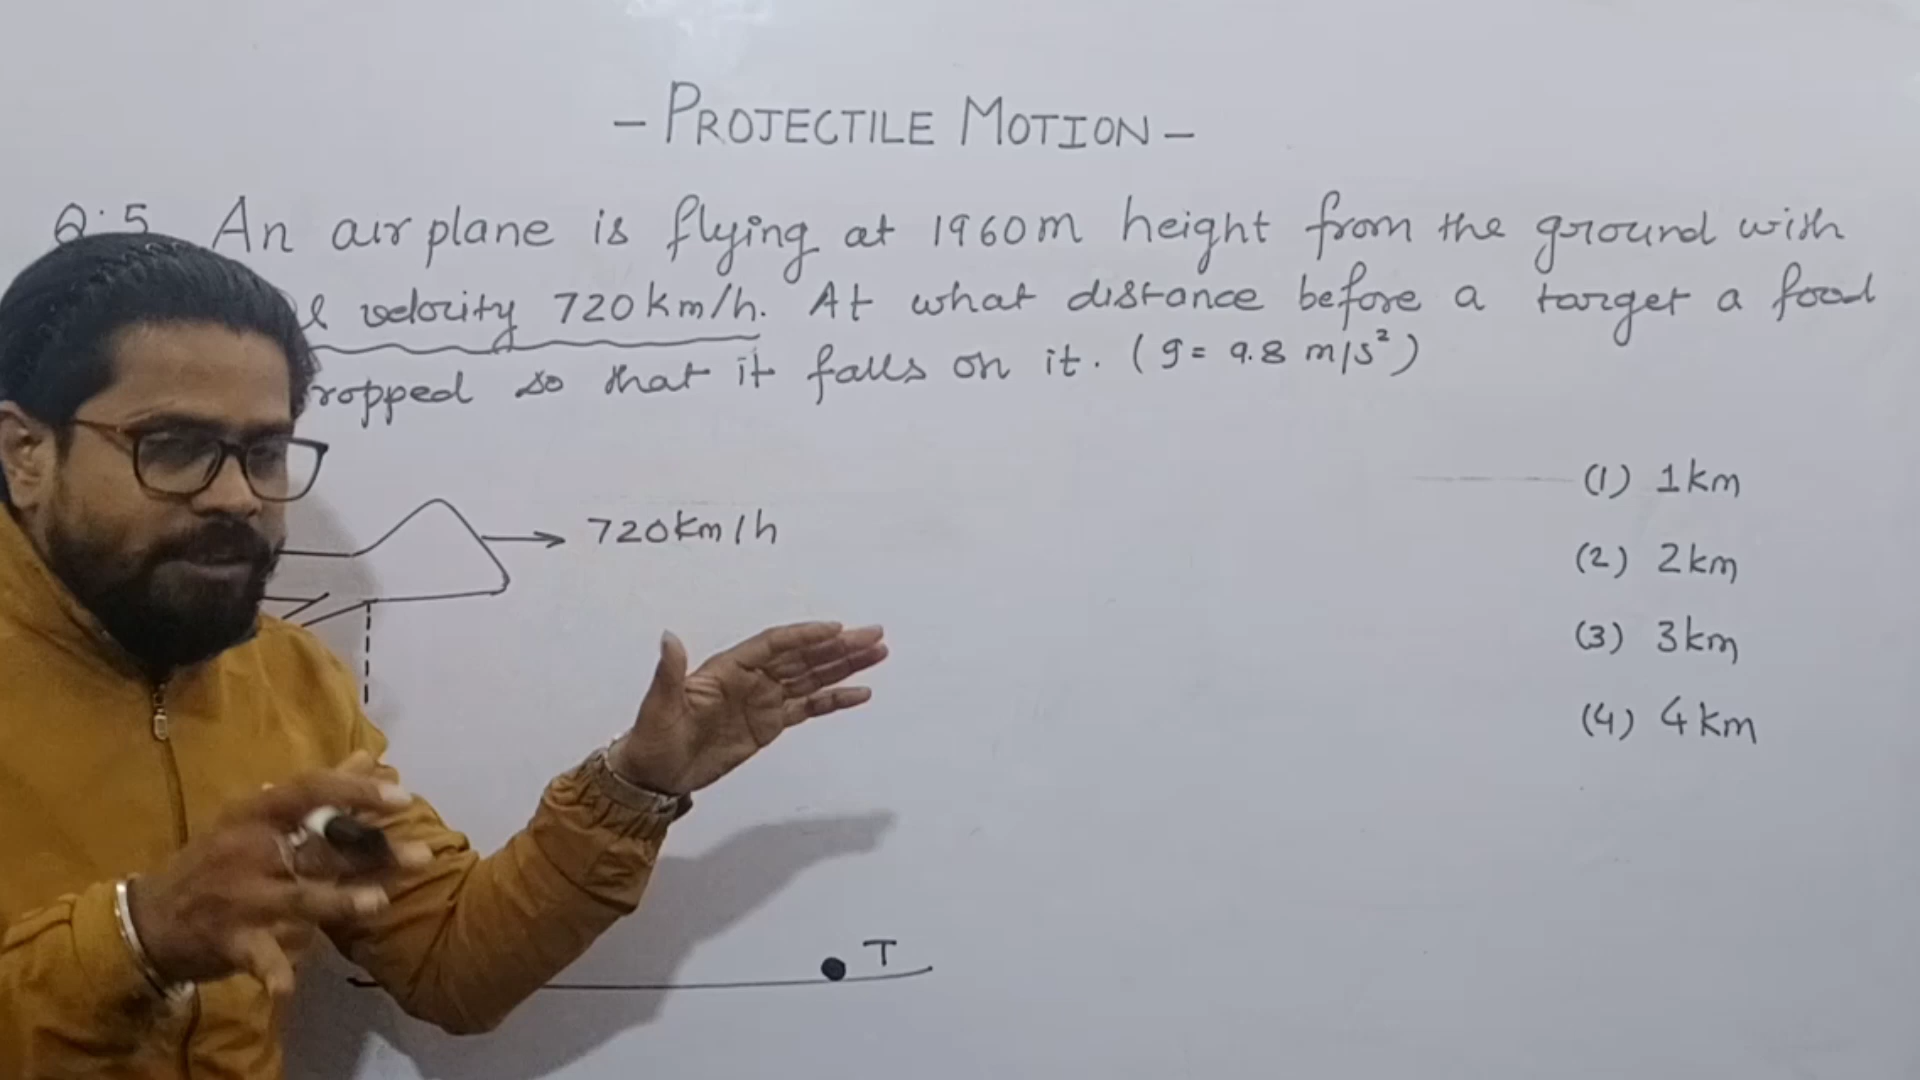 - PROJECTILE MOTION -
Q.5 An airplane is flying at 1960m height from the ground with
velocity 720km/h. At what distance before a target a food
ropped so that it falls on it. (g = 9.8 m/s²)
720km/h
(1) 1km
(2) 2km
(3) 3km
(4) 4km
T